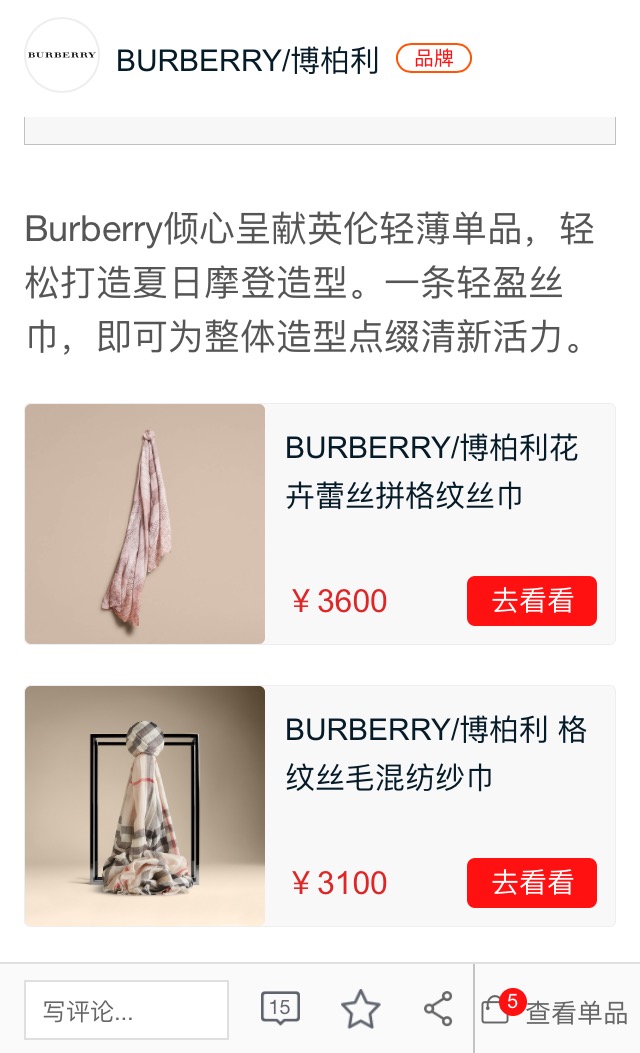 BURBERRY
BURBERRY/博柏利
品牌
Burberry倾心呈献英伦轻薄单品，轻
松打造夏日摩登造型。一条轻盈丝
巾，即可为整体造型点缀清新活力。
BURBERRY/博柏利花
卉蕾丝拼格纹丝巾
￥3600
去看看
BURBERRY/博柏利 格
纹丝毛混纺纱巾
￥3100
去看看
写评论...
15
5
查看单品